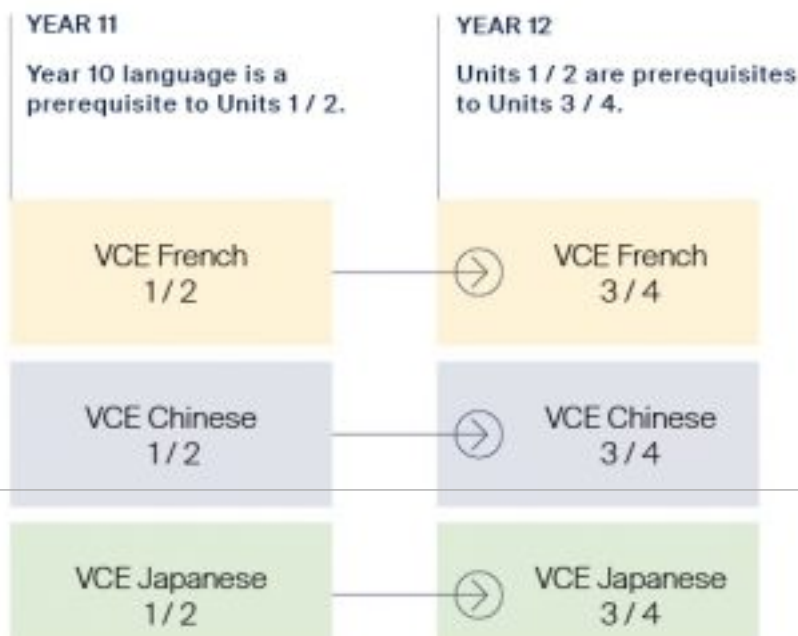 YEAR 11
Year 10 language is a
prerequisite to Units 1 / 2.
YEAR 12
Units 1 / 2 are prerequisites
to Units 3 / 4.
VCE French
1 / 2
VCE French
3 / 4
VCE Chinese
1 / 2
VCE Chinese
3 / 4
VCE Japanese
1 / 2
VCE Japanese
3 / 4